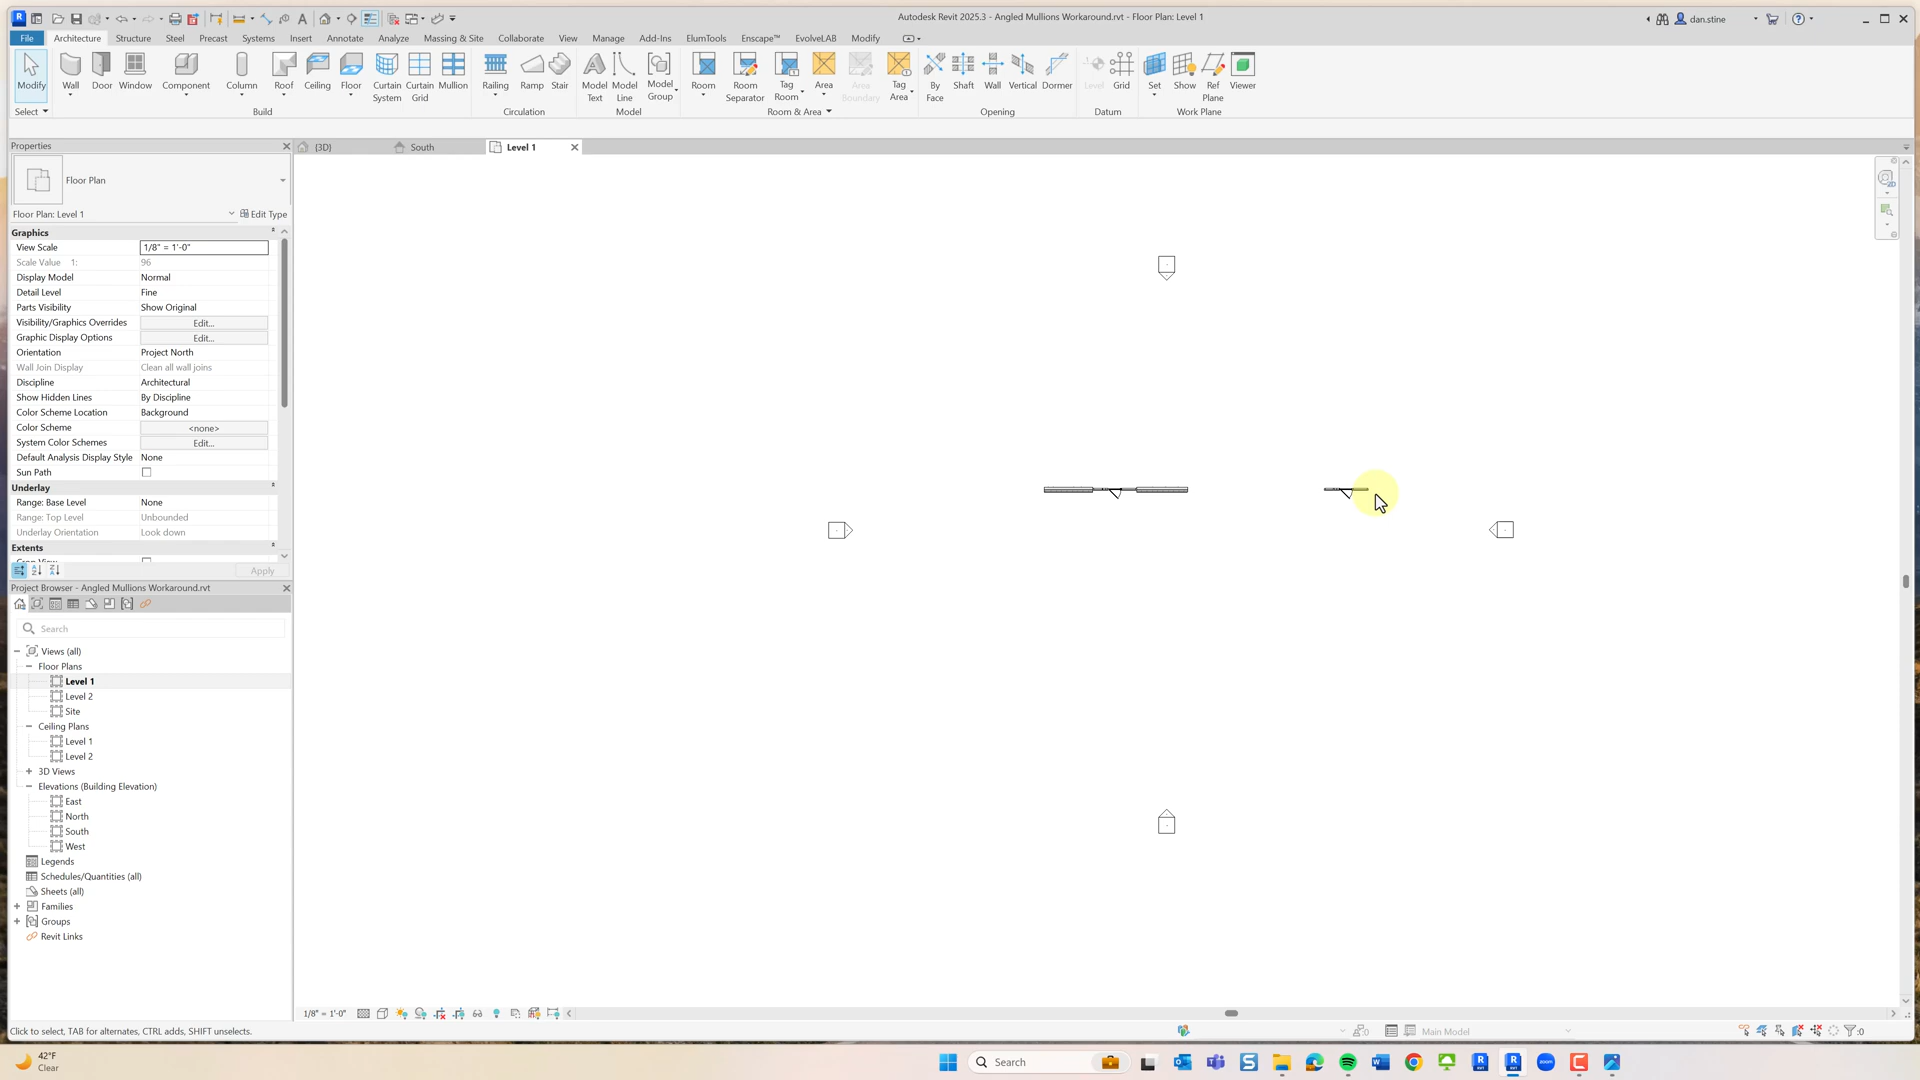 Autodesk Revit 2025.3 - Angled Mullions Workaround.rvt - Floor Plan: Level 1
dan.stine
File Architecture Structure Steel Precast Systems Insert Annotate Analyze Massing & Site Collaborate View Manage Add-Ins ElumTools Enscape™ EvolveLAB Modify
Modify Wall Door Window Component Column Roof Ceiling Floor Curtain System Curtain Grid Mullion Railing Ramp Stair Model Text Model Line Model Group Room Room Separator Tag Room Area Area Boundary Tag Area By Face Shaft Wall Vertical Dormer Level Grid Set Show Ref Plane Viewer
Select Build Circulation Model Room & Area Opening Datum Work Plane
Properties
{3D} South Level 1
Floor Plan
Floor Plan: Level 1 Edit Type
Graphics
View Scale 1/8" = 1'-0"
Scale Value 1: 96
Display Model Normal
Detail Level Fine
Parts Visibility Show Original
Visibility/Graphics Overrides Edit...
Graphic Display Options Edit...
Orientation Project North
Wall Join Display Clean all wall joins
Discipline Architectural
Show Hidden Lines By Discipline
Color Scheme Location Background
Color Scheme <none>
System Color Schemes Edit...
Default Analysis Display Style None
Sun Path
Underlay
Range: Base Level None
Range: Top Level Unbounded
Underlay Orientation Look down
Extents
Apply
Project Browser - Angled Mullions Workaround.rvt
Search
Views (all)
Floor Plans
Level 1
Level 2
Site
Ceiling Plans
Level 1
Level 2
3D Views
Elevations (Building Elevation)
East
North
South
West
Legends
Schedules/Quantities (all)
Sheets (all)
Families
Groups
Revit Links
1/8" = 1'-0"
Click to select, TAB for alternates, CTRL adds, SHIFT unselects.
:0 Main Model :0
42°F
Clear
Search